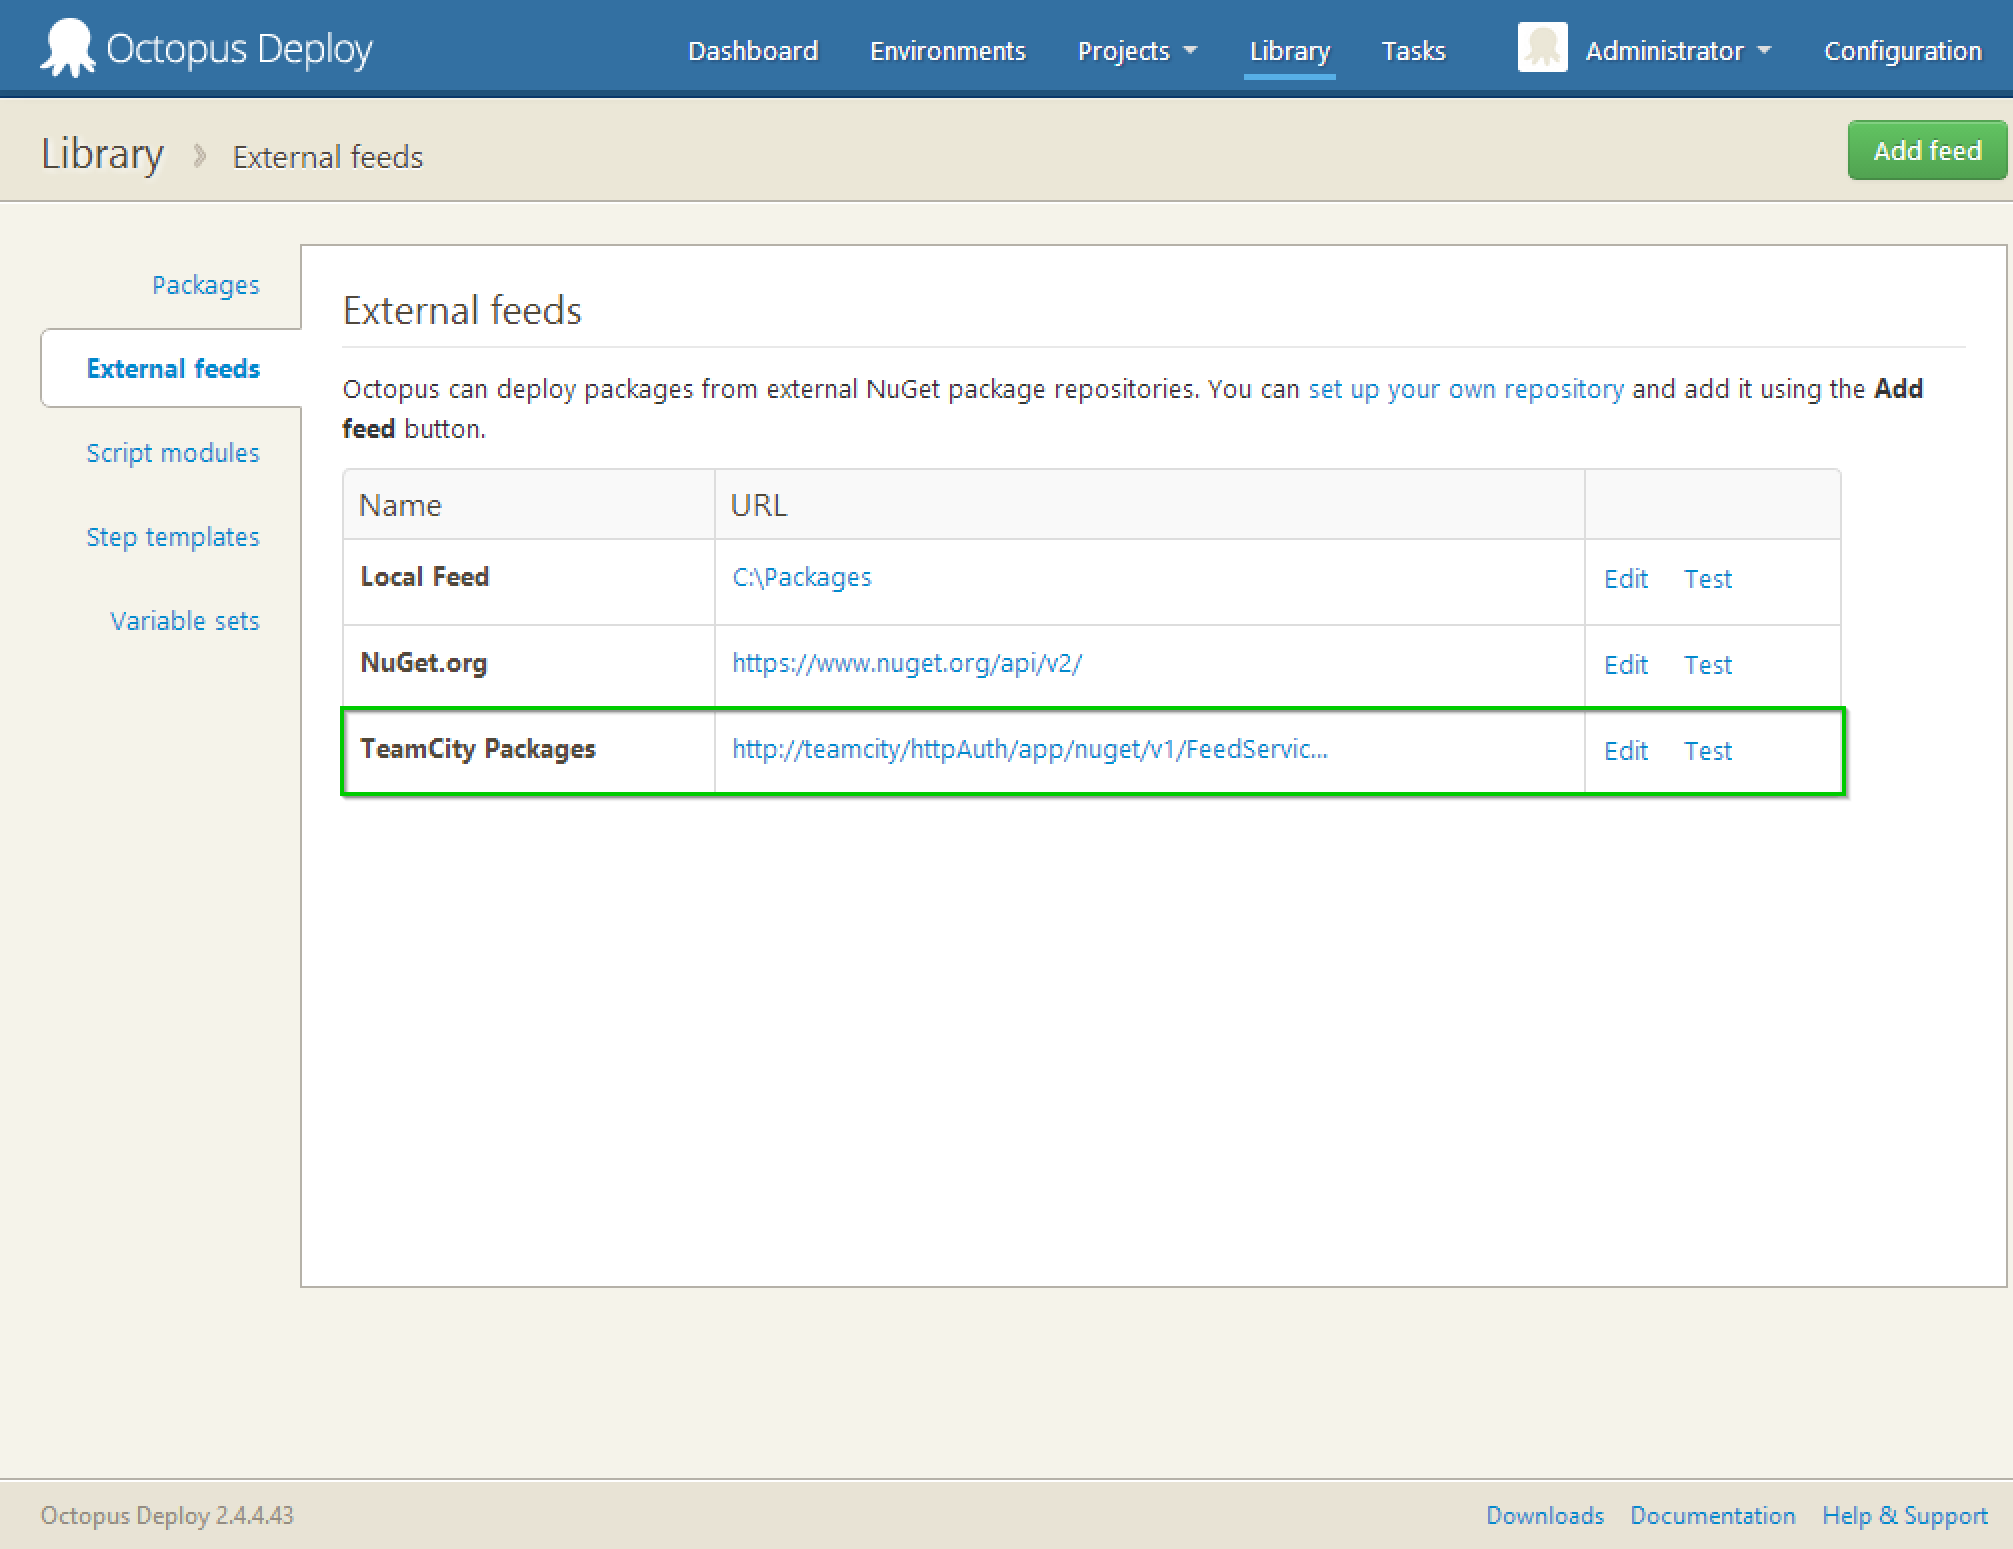 Octopus Deploy
Dashboard Environments Projects Library Tasks Administrator Configuration
Library External feeds
Add feed
Packages
External feeds
Script modules
Step templates
Variable sets
External feeds
Octopus can deploy packages from external NuGet package repositories. You can set up your own repository and add it using the Add
feed button.
Name URL
Local Feed C:\Packages Edit Test
NuGet.org https://www.nuget.org/api/v2/ Edit Test
TeamCity Packages http://teamcity/httpAuth/app/nuget/v1/FeedServic... Edit Test
Octopus Deploy 2.4.4.43
Downloads Documentation Help & Support